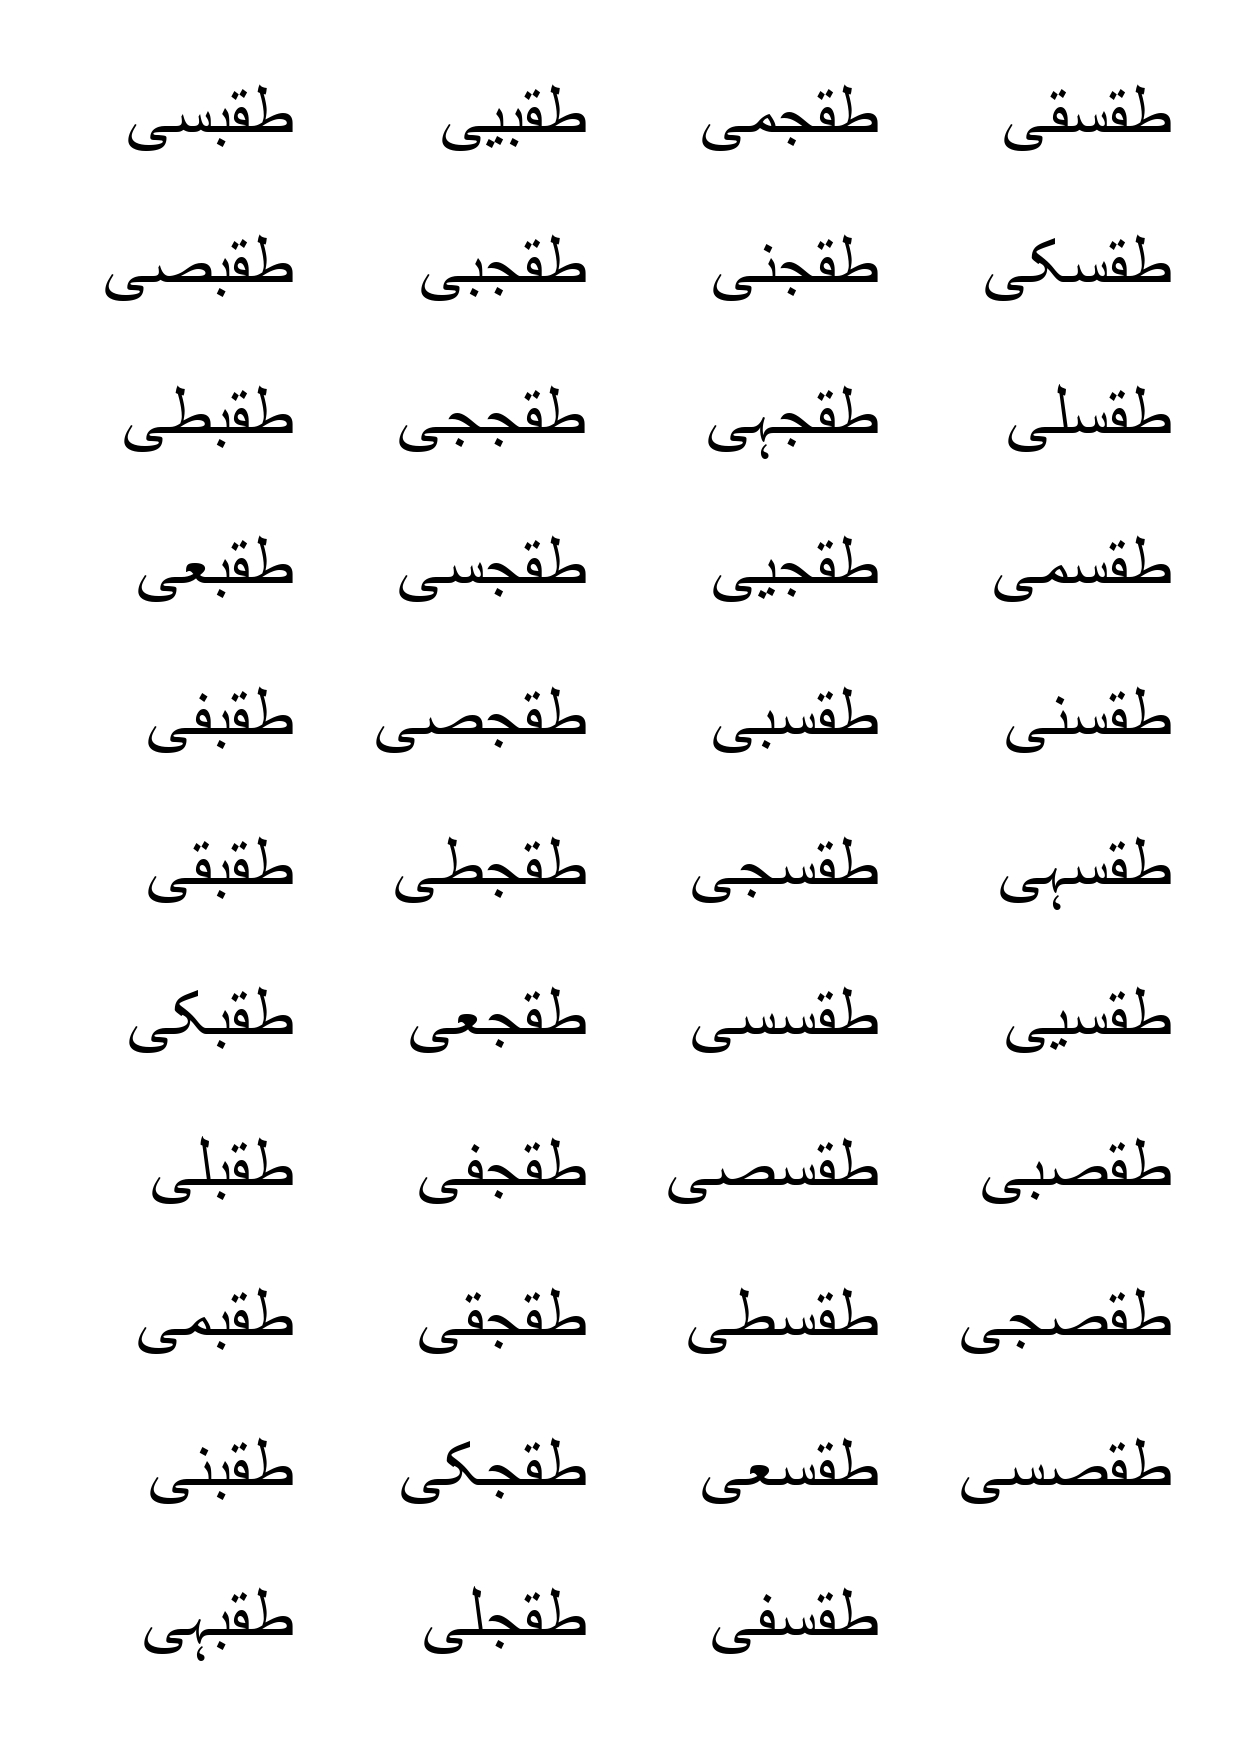 طقسقی طقجمی طقبیی طقبسی
طقسکی طقجنی طقجبی طقبصی
طقسلی طقجہی طقججی طقبطی
طقسمی طقجیی طقجسی طقبعی
طقسنی طقسبی طقجصی طقبفی
طقسہی طقسجی طقجطی طقبقی
طقسیی طقسسی طقجعی طقبکی
طقصبی طقسصی طقجفی طقبلی
طقصجی طقسطی طقجقی طقبمی
طقصسی طقسعی طقجکی طقبنی
طقسفی طقجلی طقبہی